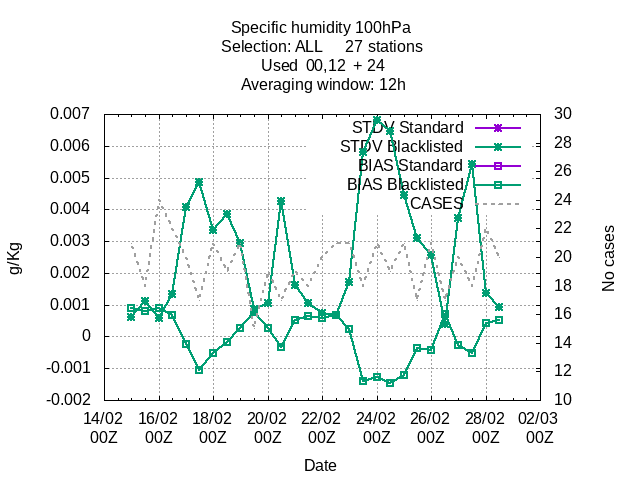 Specific humidity 100hPa
Selection: ALL 27 stations
Used 00,12 + 24
Averaging window: 12h
0.007
0.006
0.005
0.004
0.003
0.002
0.001
0
-0.001
-0.002
g/Kg
30
28
26
24
22
20
18
16
14
12
10
No cases
STDV Standard
STDV Blacklisted
BIAS Standard
BIAS Blacklisted
CASES
14/02 16/02 18/02 20/02 22/02 24/02 26/02 28/02 02/03
00Z 00Z 00Z 00Z 00Z 00Z 00Z 00Z 00Z
Date